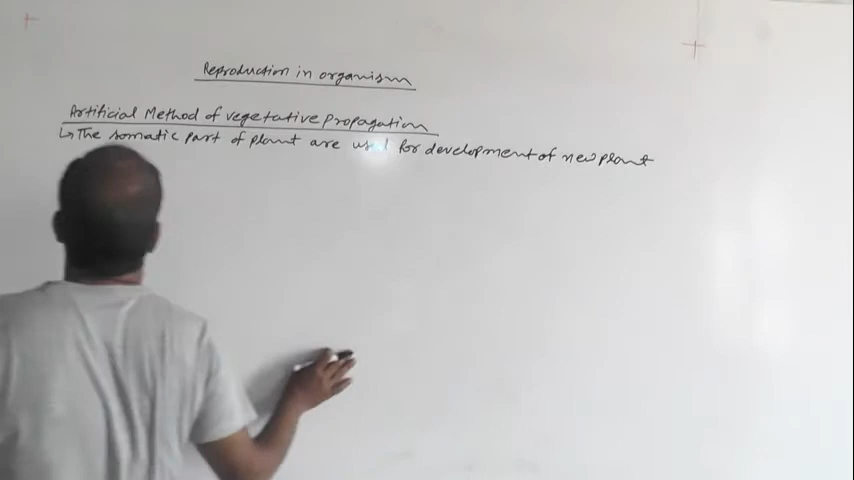 Reproduction in organism
Artificial Method of vegetative Propagation
↳ The somatic part of plant are used for development of new plant